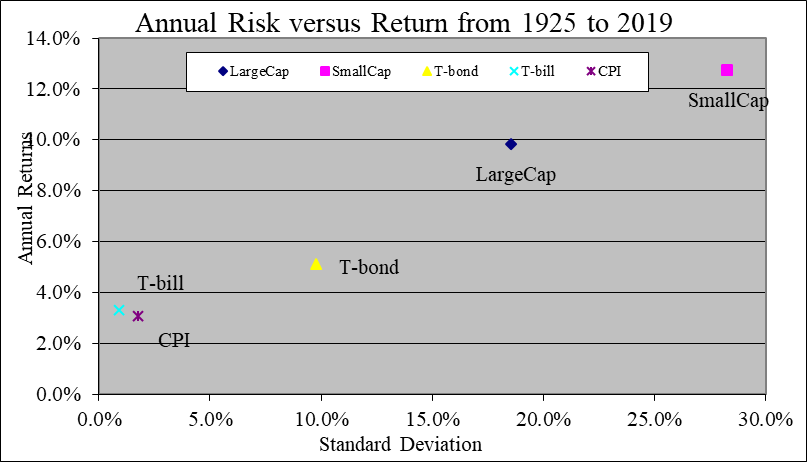 Annual Risk versus Return from 1925 to 2019
14.0%
LargeCap SmallCap T-bond T-bill CPI
12.0%
SmallCap
10.0%
LargeCap
8.0%
Annual Returns
6.0%
T-bond
T-bill
4.0%
CPI
2.0%
0.0%
0.0% 5.0% 10.0% 15.0% 20.0% 25.0% 30.0%
Standard Deviation